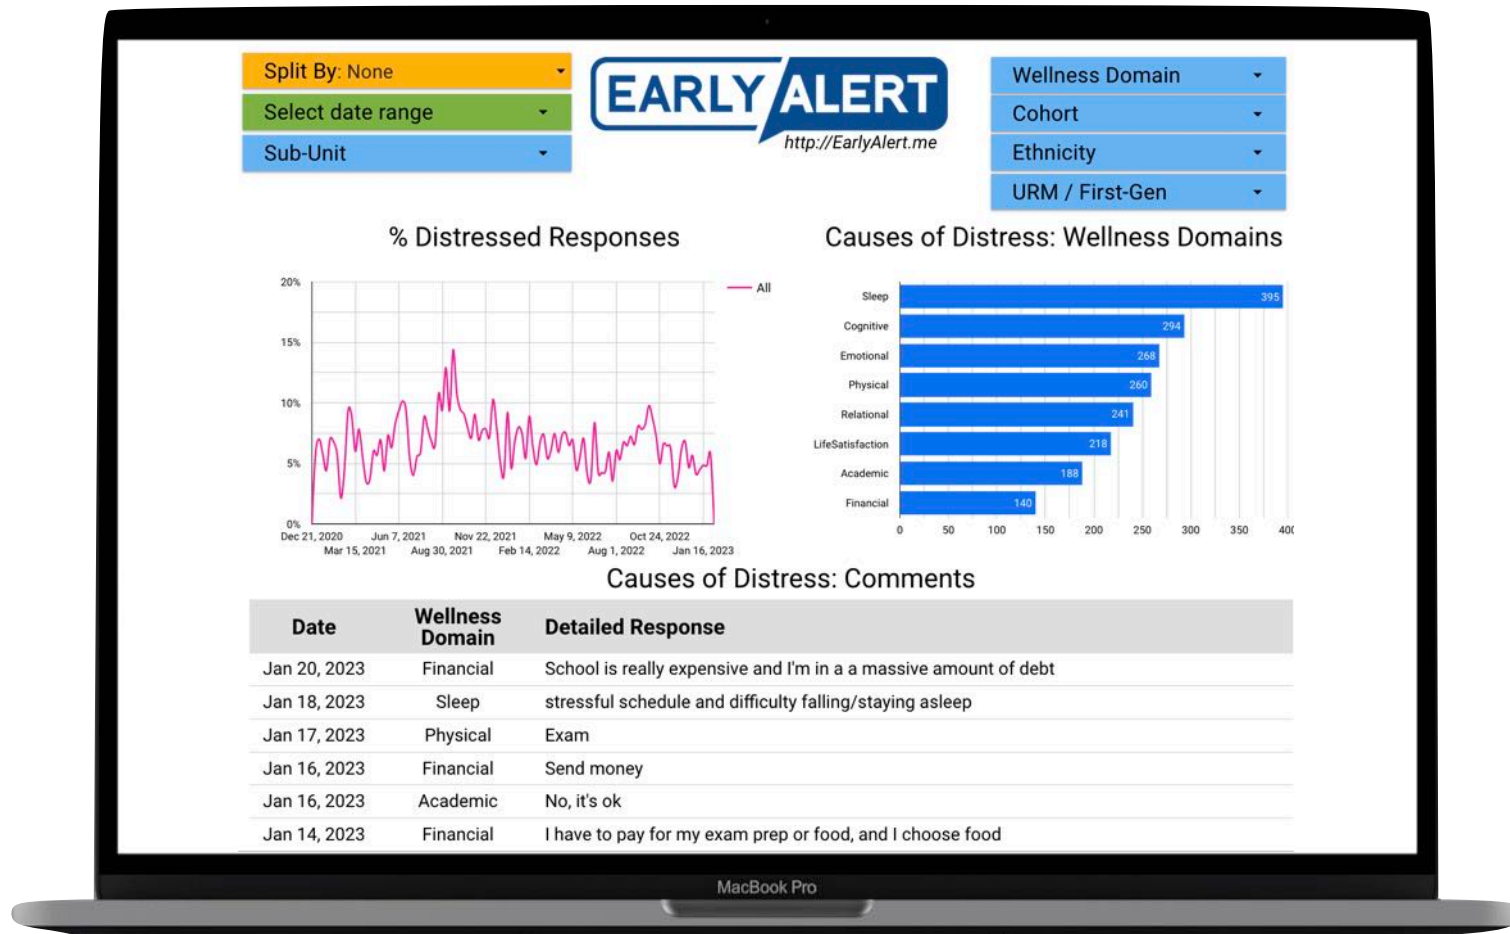 Split By: None
Select date range
Sub-Unit
EARLY ALERT
http://EarlyAlert.me
Wellness Domain
Cohort
Ethnicity
URM / First-Gen
% Distressed Responses
20%
15%
10%
5%
0%
All
Dec 21, 2020 Jun 7, 2021 Nov 22, 2021 May 9, 2022 Oct 24, 2022
Mar 15, 2021 Aug 30, 2021 Feb 14, 2022 Aug 1, 2022 Jan 16, 2023
Causes of Distress: Wellness Domains
Sleep 395
Cognitive 294
Emotional 268
Physical 260
Relational 241
LifeSatisfaction 218
Academic 188
Financial 140
0 50 100 150 200 250 300 350 400
Causes of Distress: Comments
Date Wellness Domain Detailed Response
Jan 20, 2023 Financial School is really expensive and I'm in a a massive amount of debt
Jan 18, 2023 Sleep stressful schedule and difficulty falling/staying asleep
Jan 17, 2023 Physical Exam
Jan 16, 2023 Financial Send money
Jan 16, 2023 Academic No, it's ok
Jan 14, 2023 Financial I have to pay for my exam prep or food, and I choose food
MacBook Pro